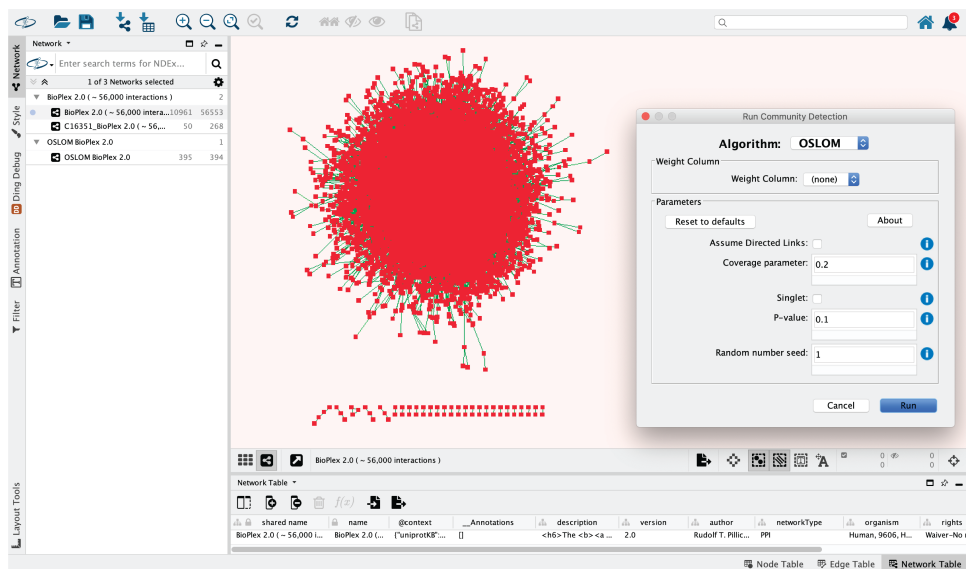 3
Network
Enter search terms for NDEx...
1 of 3 Networks selected
BioPlex 2.0 ( ~ 56,000 interactions ) 2
BioPlex 2.0 ( ~ 56,000 intera...10961 56553
C16351_BioPlex 2.0 ( ~ 56,... 50 268
OSLOM BioPlex 2.0 1
OSLOM BioPlex 2.0 395 394
Network
Style
Ding Debug
DD
Annotation
Filter
Layout Tools
Run Community Detection
Algorithm: OSLOM
Weight Column
Weight Column: (none)
Parameters
Reset to defaults About
Assume Directed Links:
Coverage parameter: 0.2
Singlet:
P-value: 0.1
Random number seed: 1
Cancel Run
BioPlex 2.0 ( ~ 56,000 interactions )
A
0 0
0 0
Network Table
f(x)
shared name name @context __Annotations description version author networkType organism rights
BioPlex 2.0 ( ~ 56,000 i... BioPlex 2.0 (... {"uniprotKB":... [] <h6>The <b><a ... 2.0 Rudolf T. Pillic... PPI Human, 9606, H... Waiver-No
Node Table Edge Table Network Table